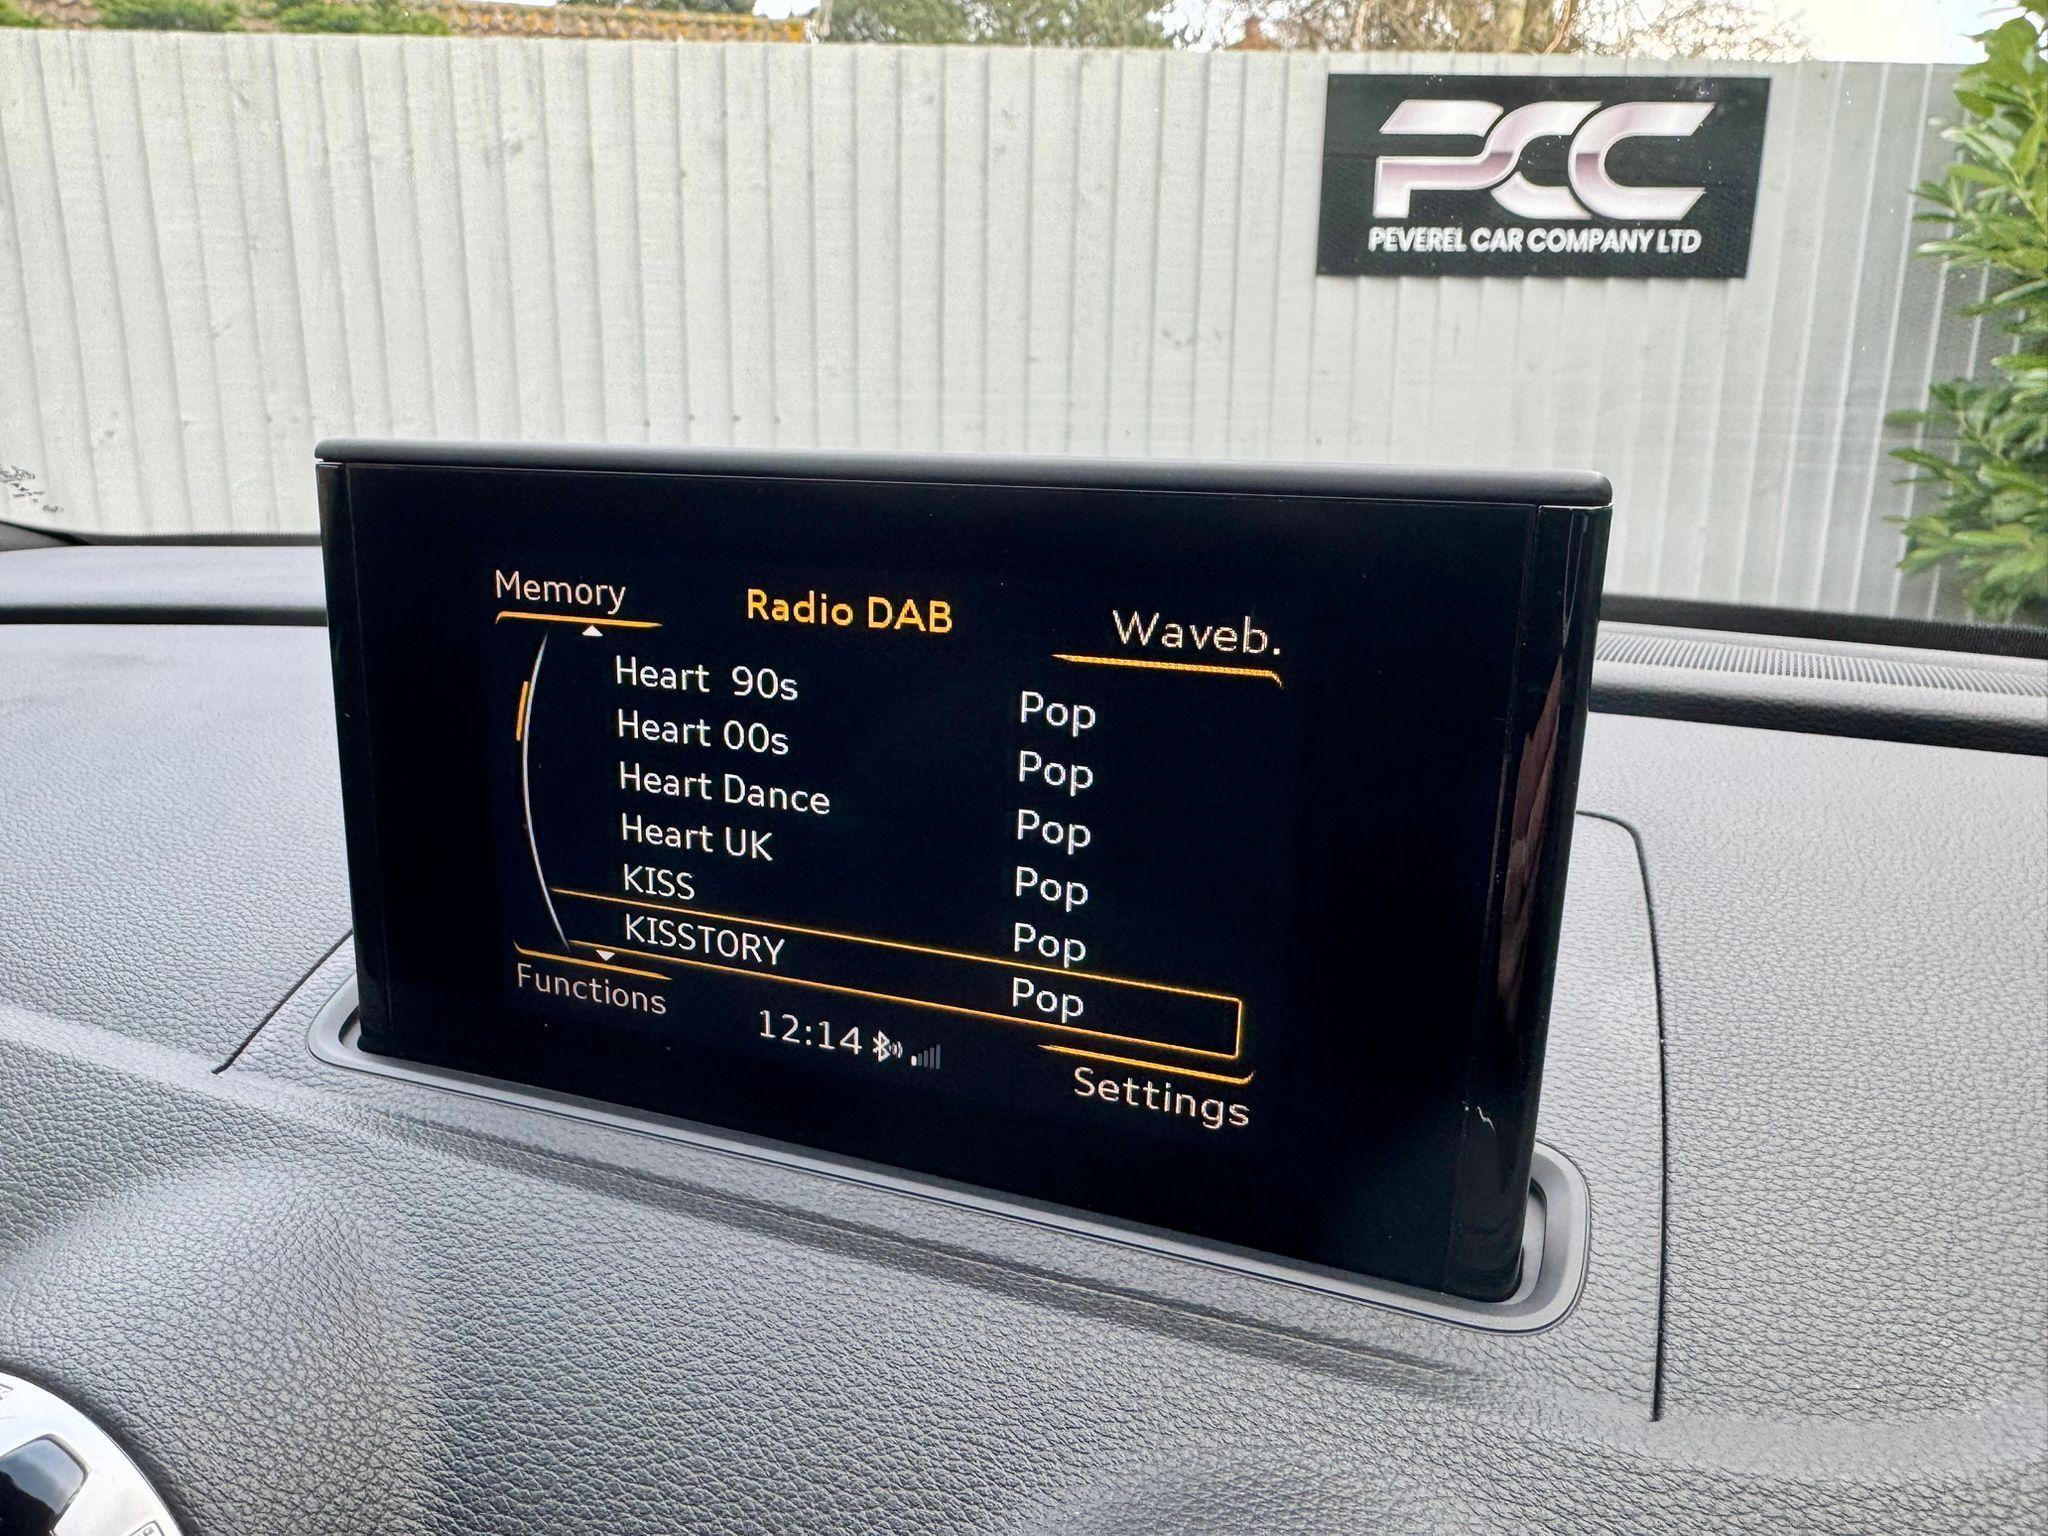 PCC
PEVEREL CAR COMPANY LTD
Memory
Radio DAB
Waveb.
Heart 90s Pop
Heart 00s Pop
Heart Dance Pop
Heart UK Pop
KISS Pop
KISSTORY Pop
Functions
12:14
Settings